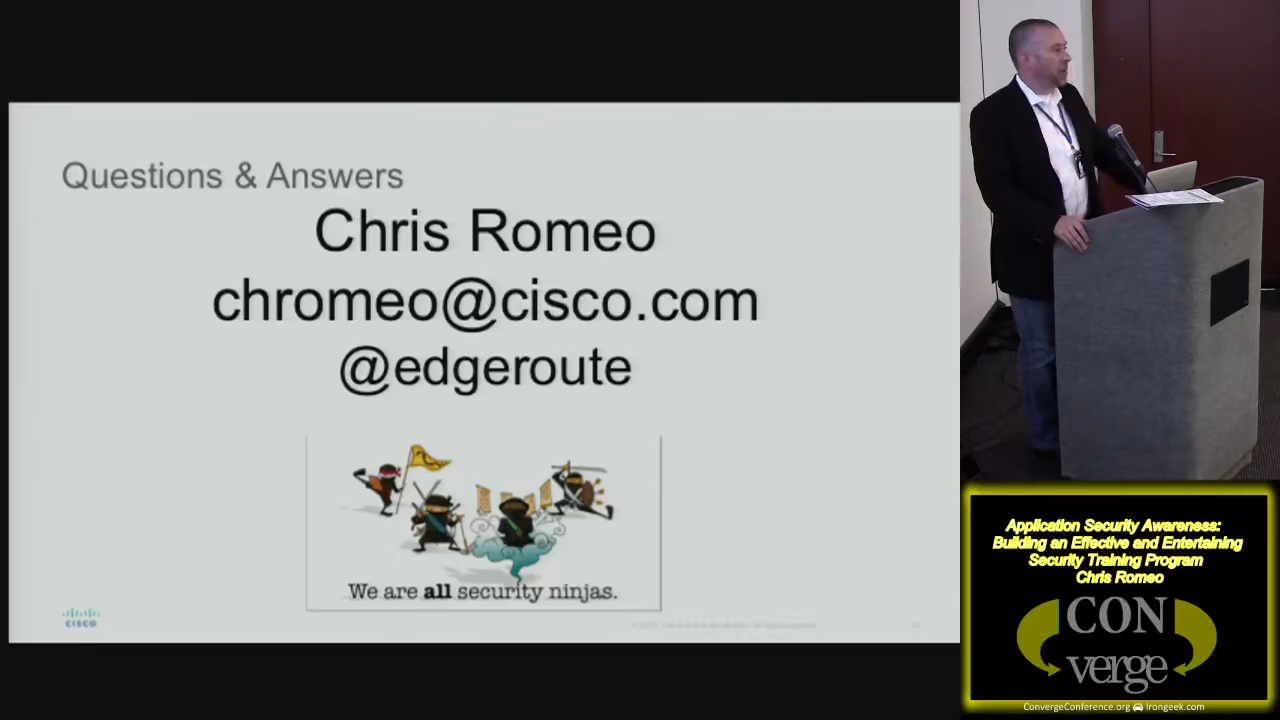 Questions & Answers
Chris Romeo
chromeo@cisco.com
@edgeroute
We are all security ninjas.
CISCO
Application Security Awareness:
Building an Effective and Entertaining
Security Training Program
Chris Romeo
CON
verge
ConvergeConference.org Irongeek.com